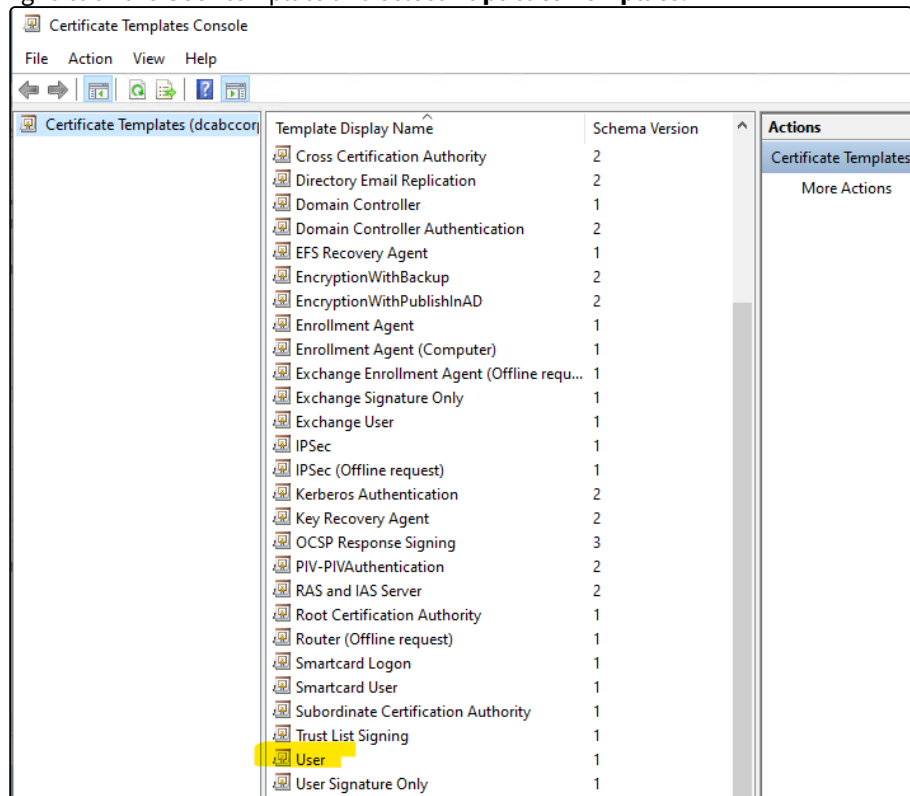 Certificate Templates Console
File Action View Help
Certificate Templates (dcabccorp
Template Display Name Schema Version Actions
Cross Certification Authority 2 Certificate Templates
Directory Email Replication 2 More Actions
Domain Controller 1
Domain Controller Authentication 2
EFS Recovery Agent 1
EncryptionWithBackup 2
EncryptionWithPublishInAD 2
Enrollment Agent 1
Enrollment Agent (Computer) 1
Exchange Enrollment Agent (Offline requ... 1
Exchange Signature Only 1
Exchange User 1
IPSec 1
IPSec (Offline request) 1
Kerberos Authentication 2
Key Recovery Agent 2
OCSP Response Signing 3
PIV-PIVAuthentication 2
RAS and IAS Server 2
Root Certification Authority 1
Router (Offline request) 1
Smartcard Logon 1
Smartcard User 1
Subordinate Certification Authority 1
Trust List Signing 1
User 1
User Signature Only 1